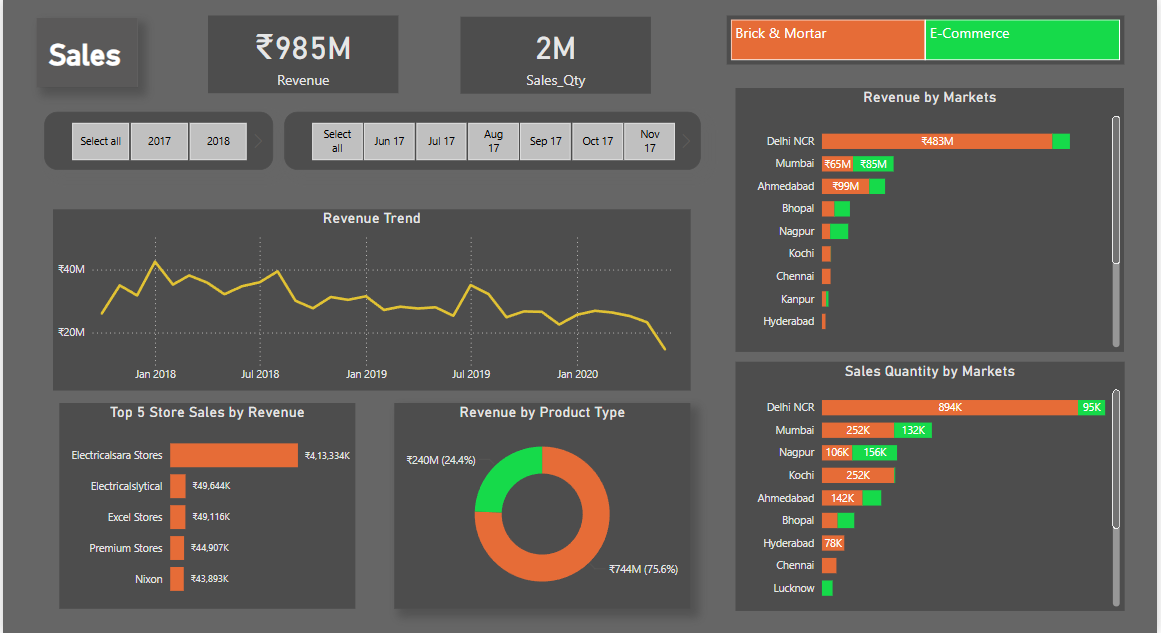 Sales
₹985M
Revenue
2M
Sales_Qty
Brick & Mortar
E-Commerce
Select all
2017
2018
Select
all
Jun 17
Jul 17
Aug
17
Sep 17
Oct 17
Nov
17
Revenue Trend
₹40M
₹20M
Jan 2018
Jul 2018
Jan 2019
Jul 2019
Jan 2020
Revenue by Markets
Delhi NCR
₹483M
Mumbai
₹65M
₹85M
Ahmedabad
₹99M
Bhopal
Nagpur
Kochi
Chennai
Kanpur
Hyderabad
Top 5 Store Sales by Revenue
Electricalsara Stores
₹4,13,334K
Electricalslytical
₹49,644K
Excel Stores
₹49,116K
Premium Stores
₹44,907K
Nixon
₹43,893K
Revenue by Product Type
₹240M (24.4%)
₹744M (75.6%)
Sales Quantity by Markets
Delhi NCR
894K
95K
Mumbai
252K
132K
Nagpur
106K
156K
Kochi
252K
Ahmedabad
142K
Bhopal
Hyderabad
78K
Chennai
Lucknow